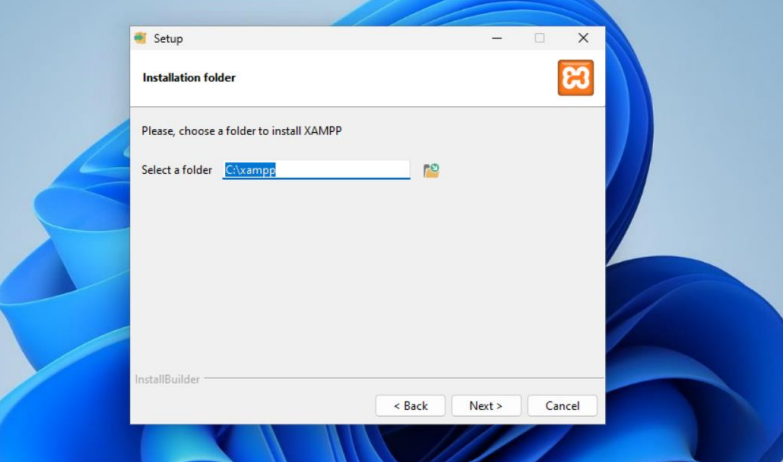 Setup
Installation folder
Please, choose a folder to install XAMPP
Select a folder C:\xampp
InstallBuilder
< Back Next > Cancel